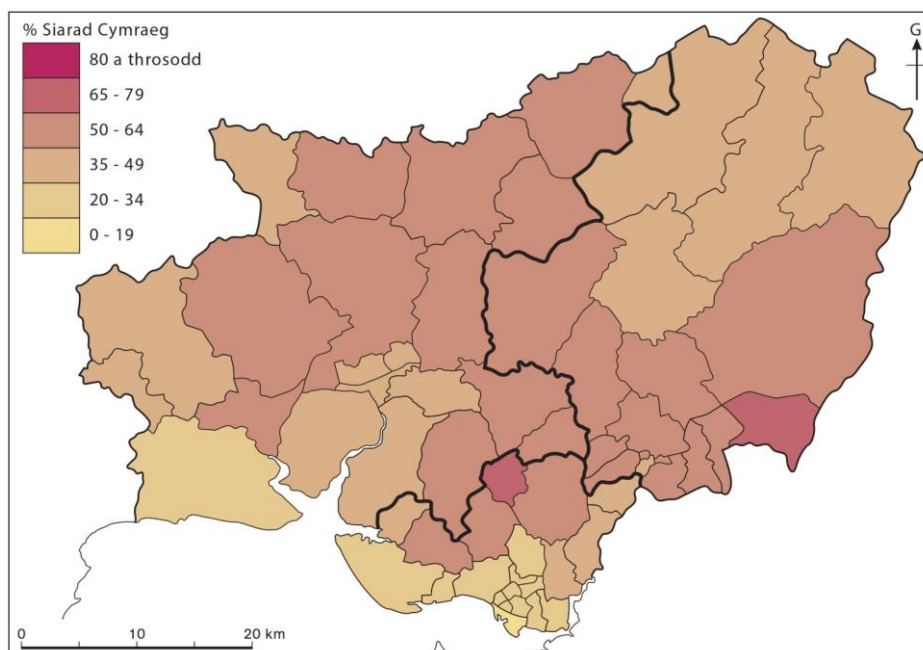 % Siarad Cymraeg
80 a throsodd
65 - 79
50 - 64
35 - 49
20 - 34
0 - 19
G
0 10 20 km